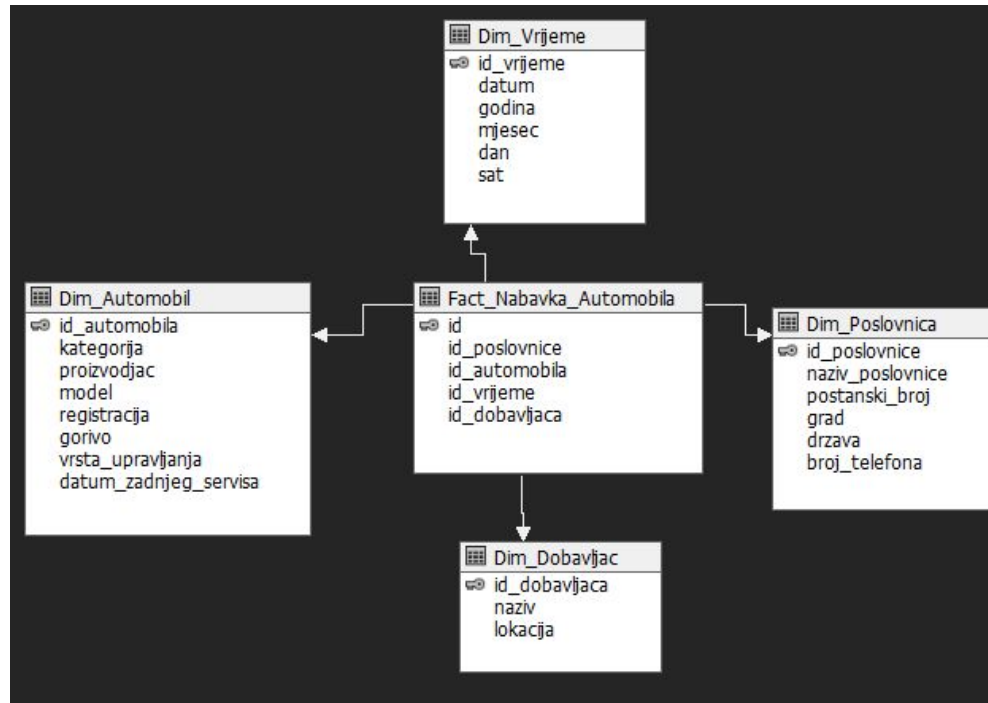 Dim_Vrijeme
id_vrijeme
datum
godina
mjesec
dan
sat
Dim_Automobil
id_automobila
kategorija
proizvodjac
model
registracija
gorivo
vrsta_upravljanja
datum_zadnjeg_servisa
Fact_Nabavka_Automobila
id
id_poslovnice
id_automobila
id_vrijeme
id_dobavljaca
Dim_Poslovnica
id_poslovnice
naziv_poslovnice
postanski_broj
grad
drzava
broj_telefona
Dim_Dobavljac
id_dobavljaca
naziv
lokacija